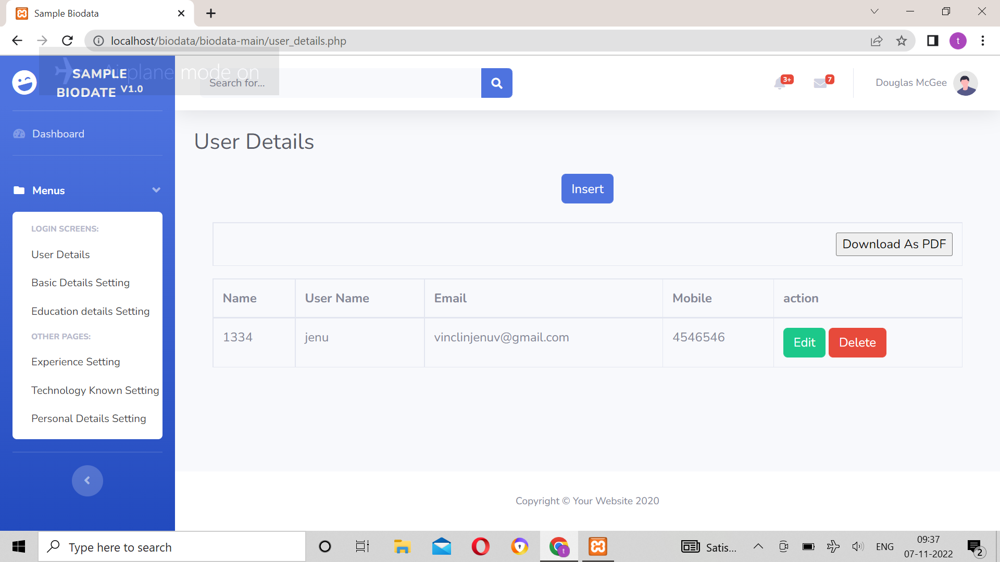 Sample Biodata
localhost/biodata/biodata-main/user_details.php
Airplane mode on
SAMPLE
BIODATE V1.0
Search for...
3+
7
Douglas McGee
Dashboard
User Details
Menus
Insert
LOGIN SCREENS:
User Details
Basic Details Setting
Education details Setting
OTHER PAGES:
Experience Setting
Technology Known Setting
Personal Details Setting
Download As PDF
Name User Name Email Mobile action
1334 jenu vinclinjenuv@gmail.com 4546546 Edit Delete
Copyright © Your Website 2020
Type here to search
t
t
Satis...
ENG
09:37
07-11-2022
2